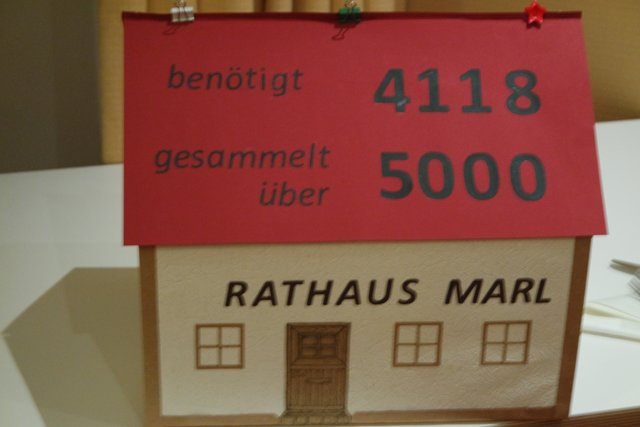 benötigt 4118
gesammelt
über 5000
RATHAUS MARL